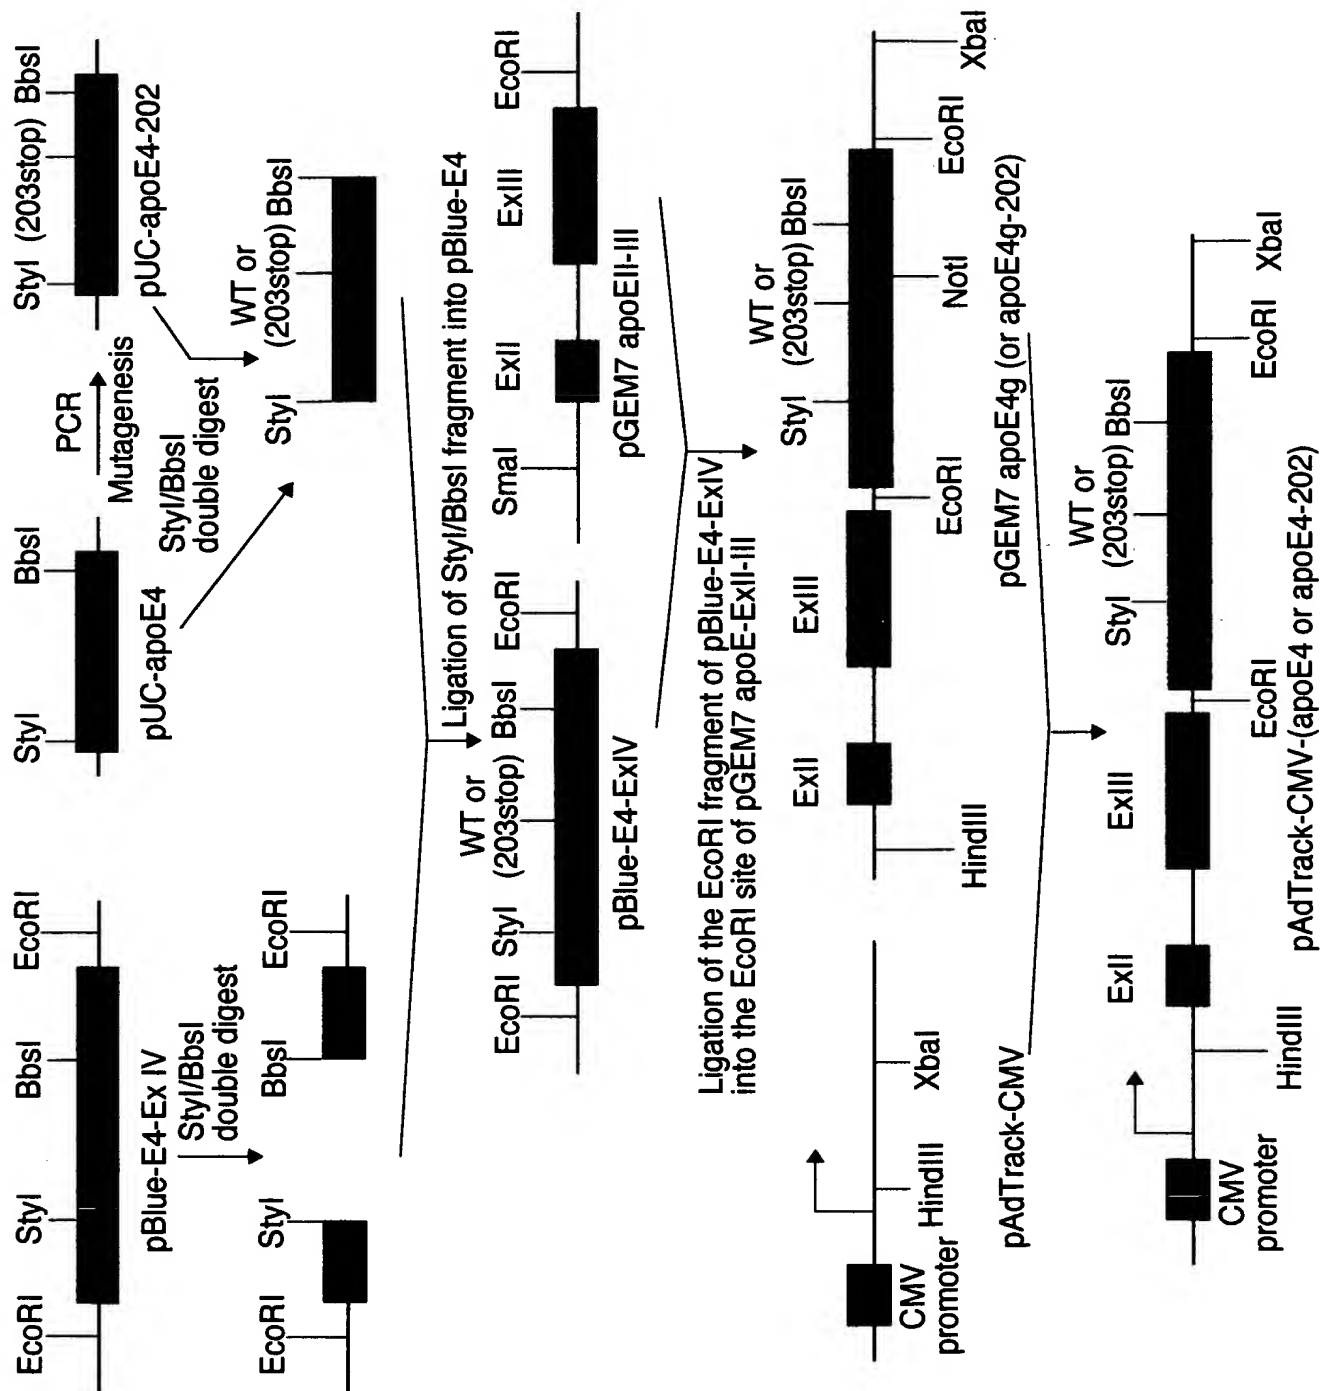 EcoRI StyI BbsI EcoRI
pBlue-E4-Ex IV
StyI/BbsI
double digest
EcoRI StyI BbsI EcoRI
StyI BbsI
pUC-apoE4
PCR
Mutagenesis
StyI (203stop) BbsI
pUC-apoE4-202
StyI/BbsI
double digest
WT or
StyI (203stop) BbsI
Ligation of StyI/BbsI fragment into pBlue-E4
WT or
EcoRI StyI (203stop) BbsI EcoRI
pBlue-E4-ExIV
SmaI ExII ExIII EcoRI
pGEM7 apoEII-III
Ligation of the EcoRI fragment of pBlue-E4-ExIV
into the EcoRI site of pGEM7 apoE-ExII-III
CMV
promoter
HindIII XbaI
pAdTrack-CMV
WT or
ExII ExIII StyI (203stop) BbsI
HindIII EcoRI NotI EcoRI XbaI
pGEM7 apoE4g (or apoE4g-202)
WT or
ExII ExIII StyI (203stop) BbsI
CMV
promoter
HindIII EcoRI EcoRI XbaI
pAdTrack-CMV-(apoE4 or apoE4-202)